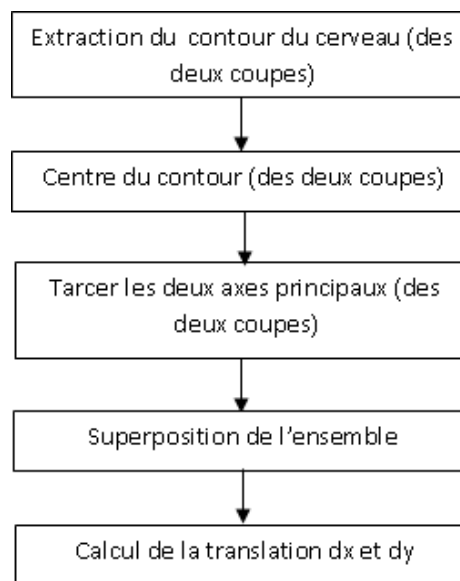 Extraction du contour du cerveau (des
deux coupes)
Centre du contour (des deux coupes)
Tarcer les deux axes principaux (des
deux coupes)
Superposition de l'ensemble
Calcul de la translation dx et dy